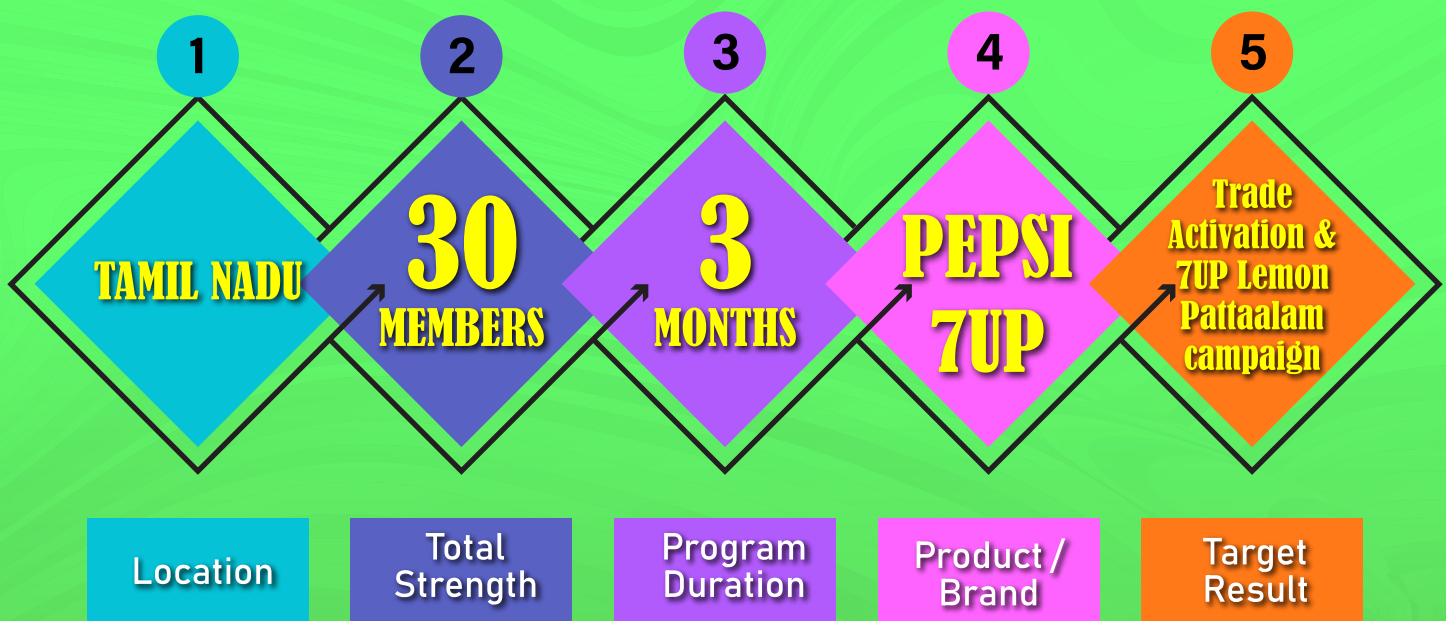 1
2
3
4
5
TAMIL NADU
30
MEMBERS
3
MONTHS
PEPSI
7UP
Trade
Activation &
7UP Lemon
Pattaalam
campaign
Location
Total
Strength
Program
Duration
Product /
Brand
Target
Result